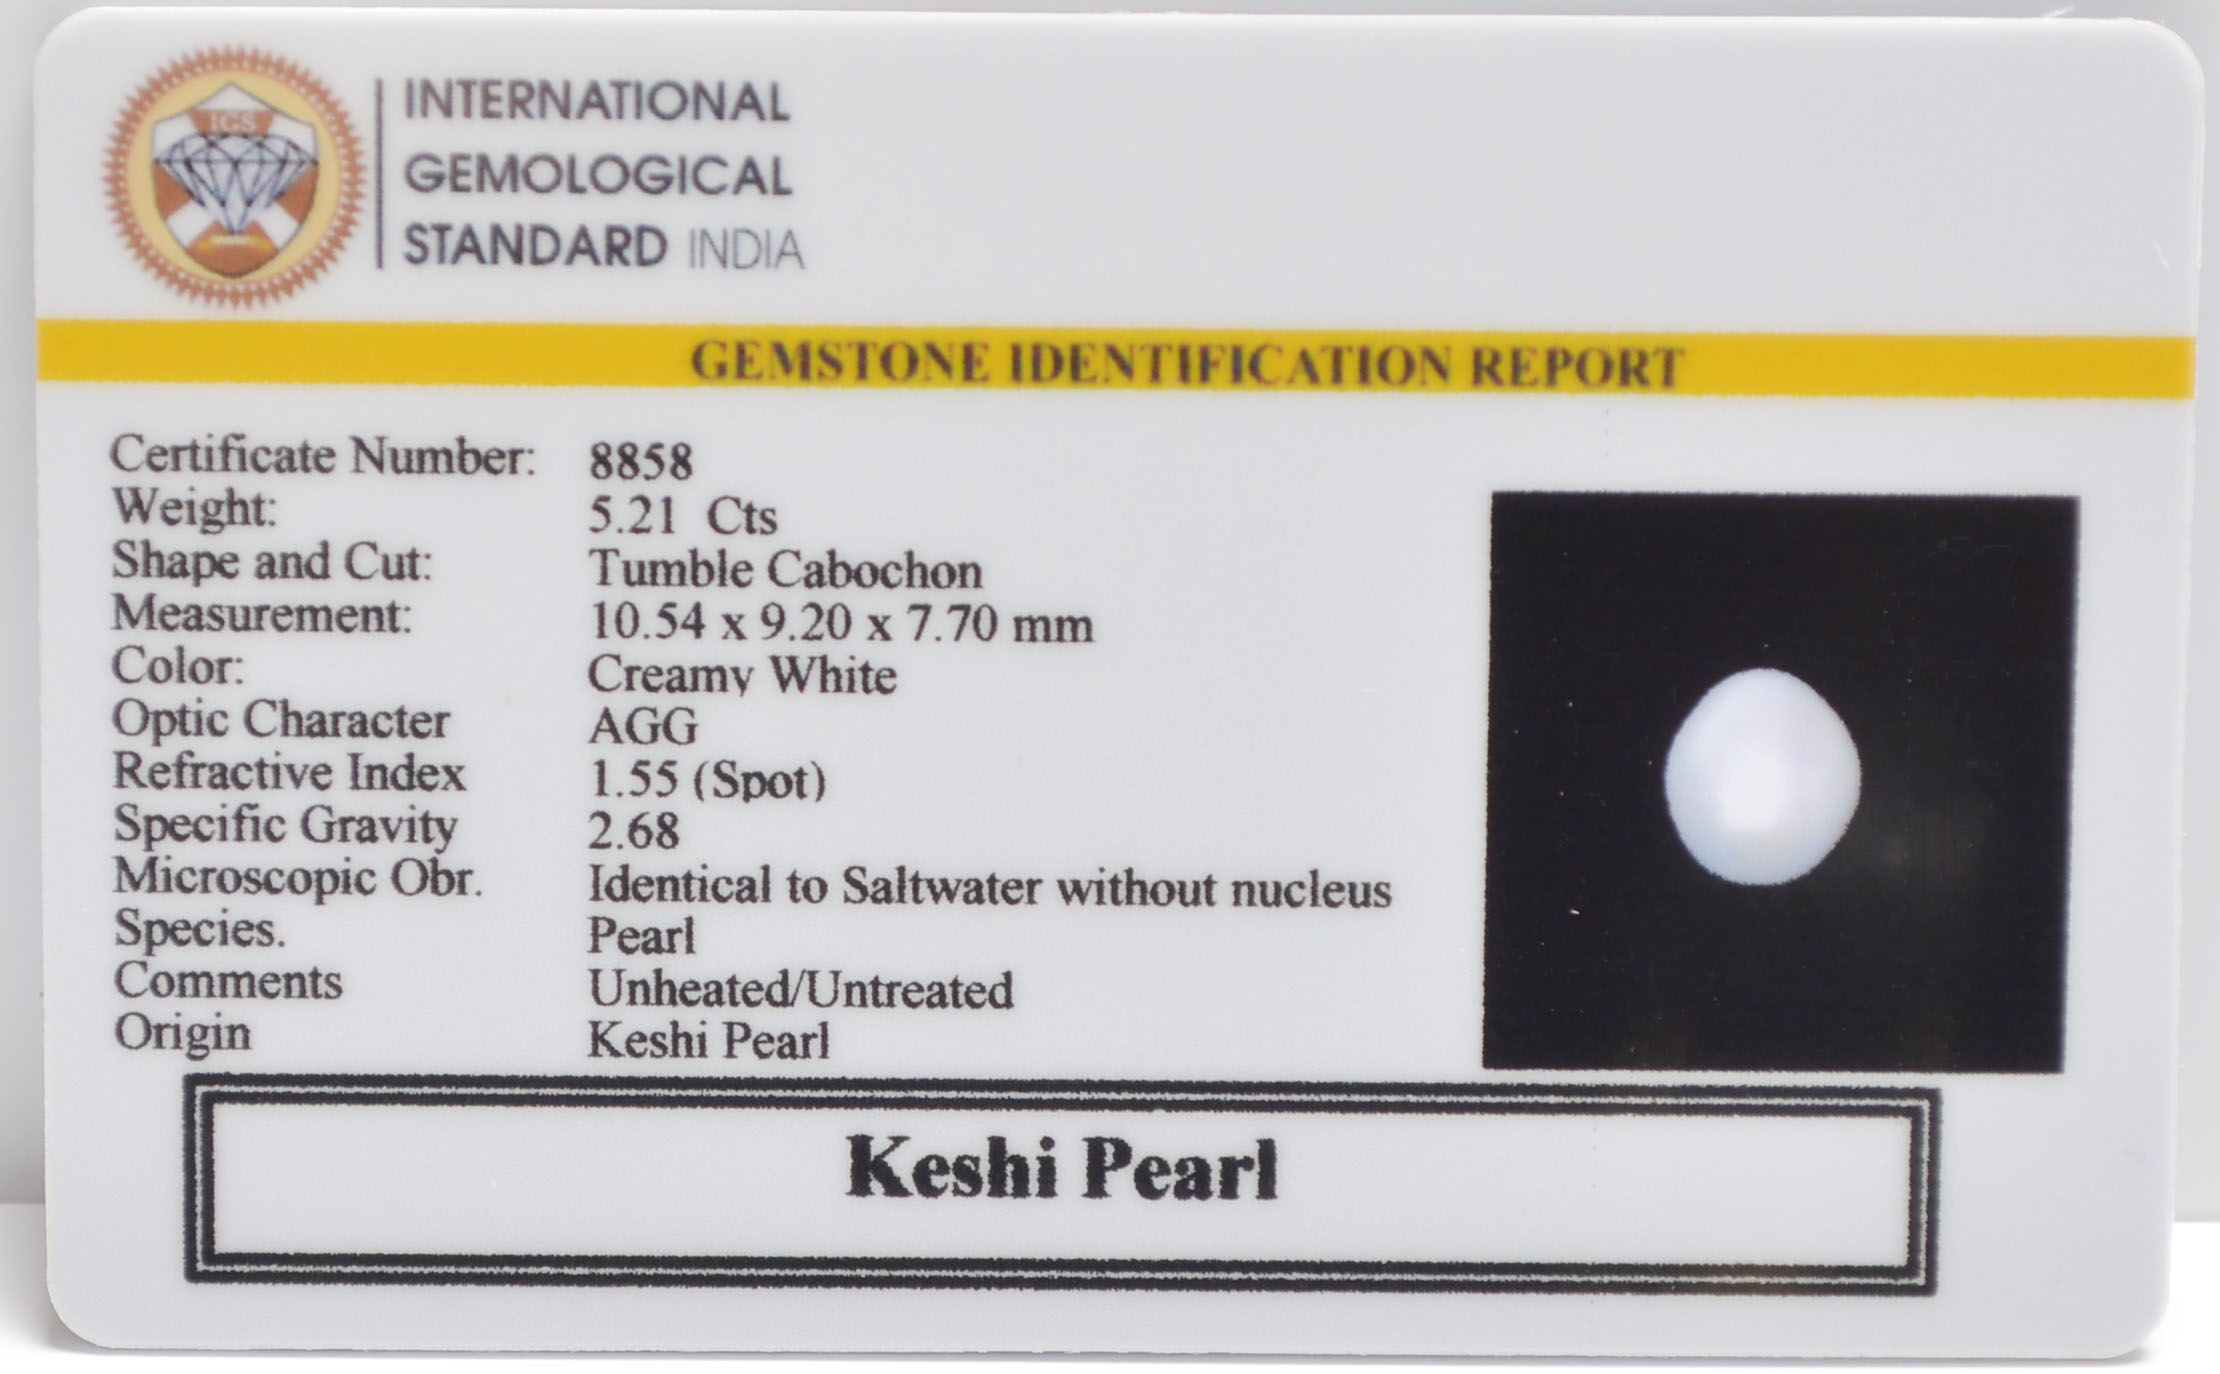 IGS
INTERNATIONAL
GEMOLOGICAL
STANDARD INDIA
GEMSTONE IDENTIFICATION REPORT
Certificate Number: 8858
Weight: 5.21 Cts
Shape and Cut: Tumble Cabochon
Measurement: 10.54 x 9.20 x 7.70 mm
Color: Creamy White
Optic Character AGG
Refractive Index 1.55 (Spot)
Specific Gravity 2.68
Microscopic Obr. Identical to Saltwater without nucleus
Species. Pearl
Comments Unheated/Untreated
Origin Keshi Pearl
Keshi Pearl